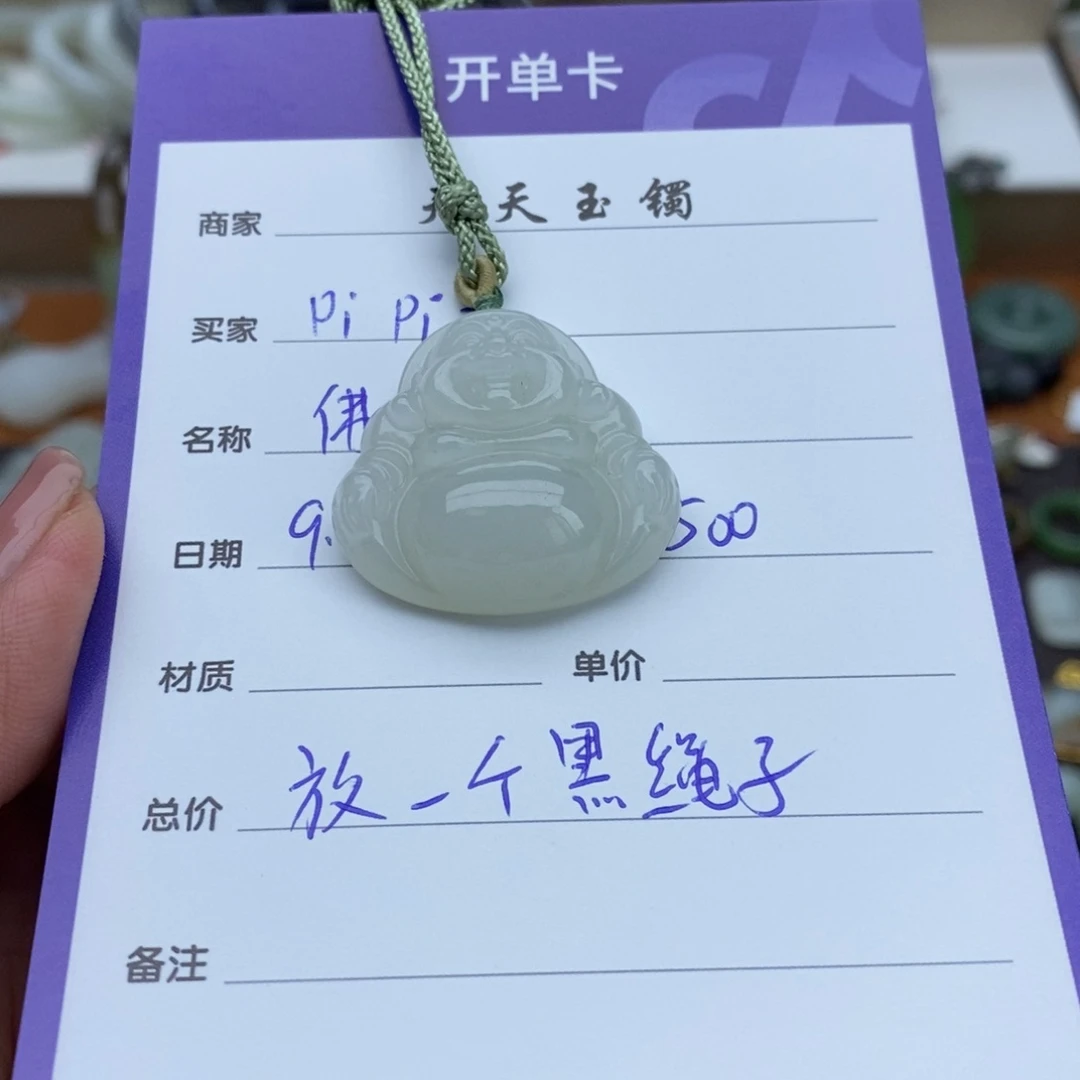 开单卡
商家 天玉镯
买家 pi pi
名称 佛
日期 9. 500
材质 单价
总价 放一个黑绳子
备注